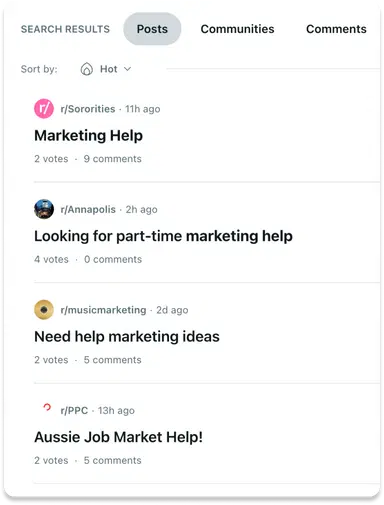 SEARCH RESULTS Posts Communities Comments
Sort by: Hot
r/ r/Sororities · 11h ago
Marketing Help
2 votes · 9 comments
r/Annapolis · 2h ago
Looking for part-time marketing help
4 votes · 0 comments
r/musicmarketing · 2d ago
Need help marketing ideas
2 votes · 5 comments
r/PPC · 13h ago
Aussie Job Market Help!
2 votes · 5 comments